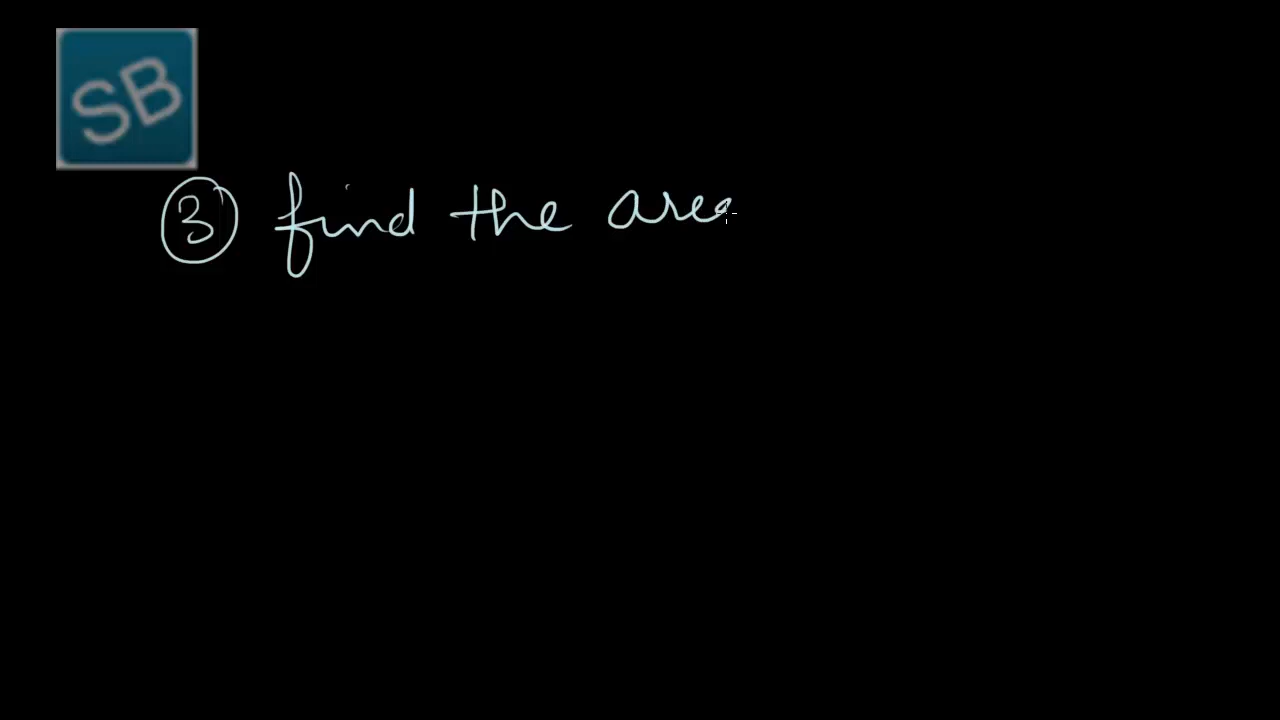 SB
③ find the area